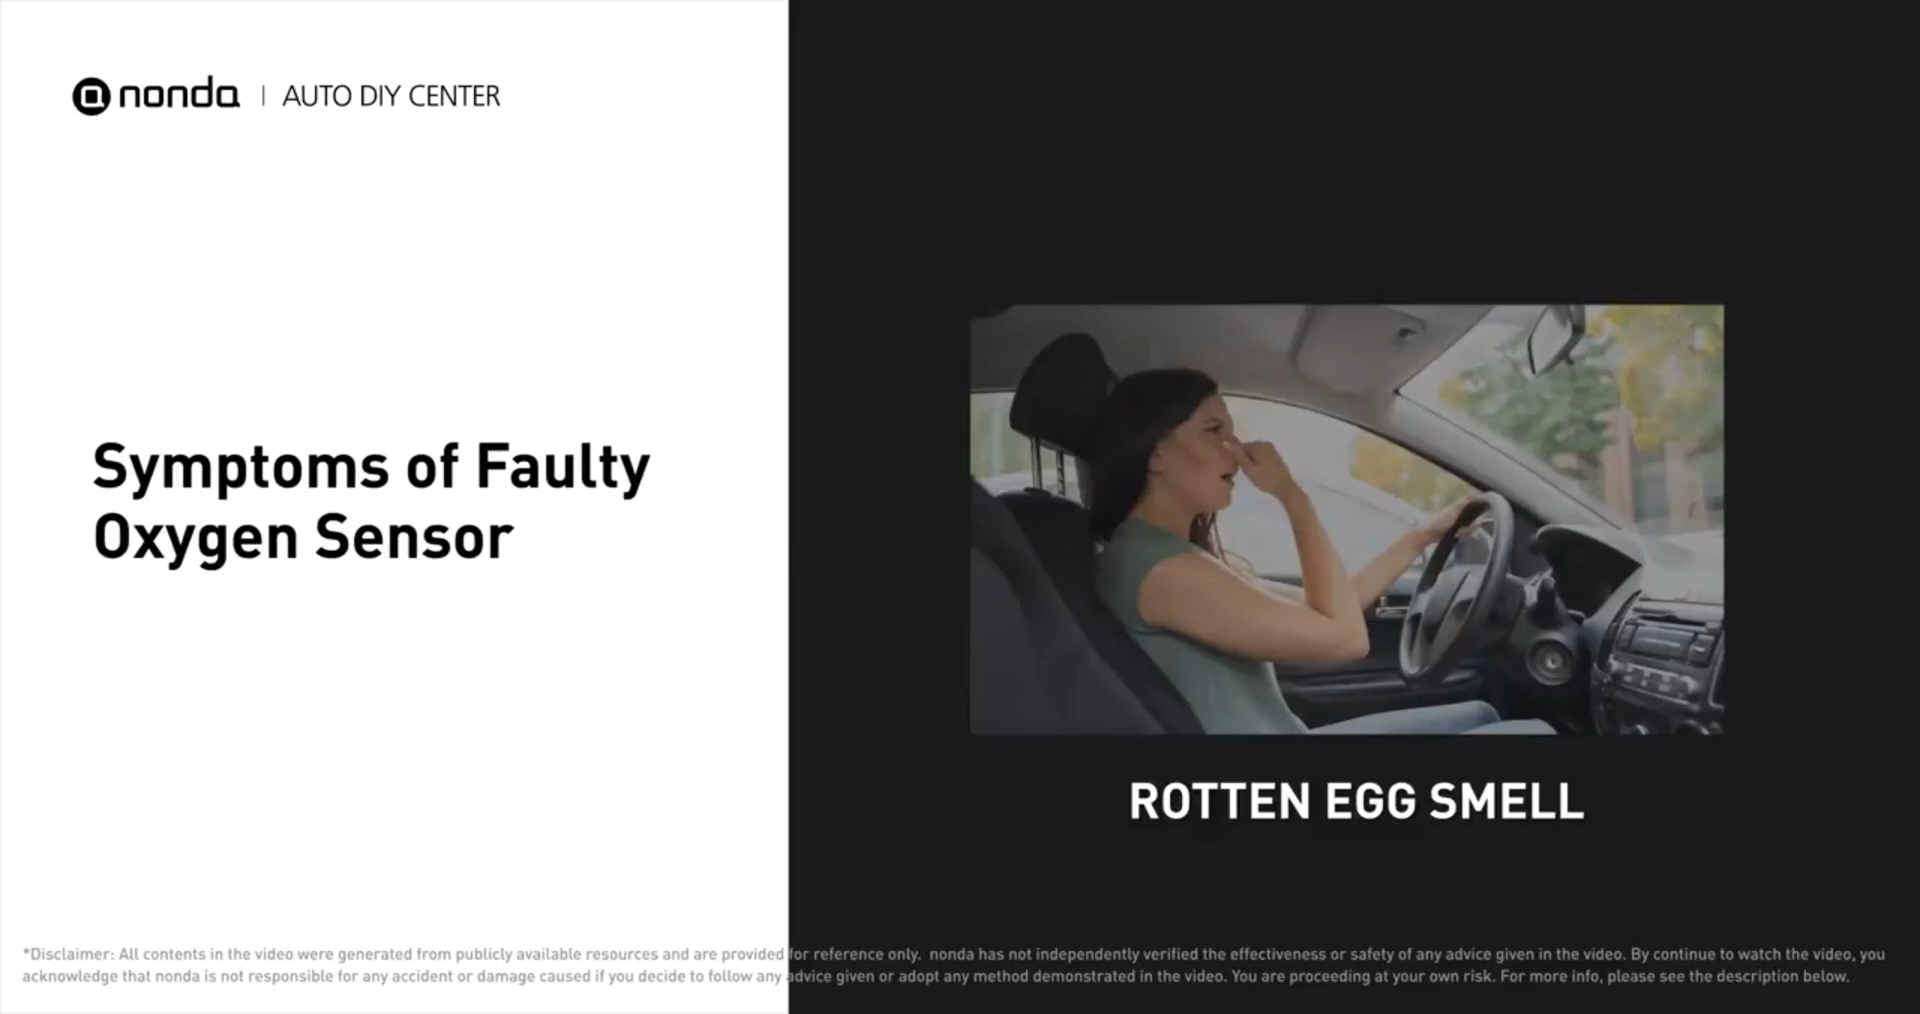 nonda | AUTO DIY CENTER
Symptoms of Faulty
Oxygen Sensor
ROTTEN EGG SMELL
*Disclaimer: All contents in the video were generated from publicly available resources and are provided for reference only. nonda has not independently verified the effectiveness or safety of any advice given in the video. By continue to watch the video, you
acknowledge that nonda is not responsible for any accident or damage caused if you decide to follow any advice given or adopt any method demonstrated in the video. You are proceeding at your own risk. For more info, please see the description below.